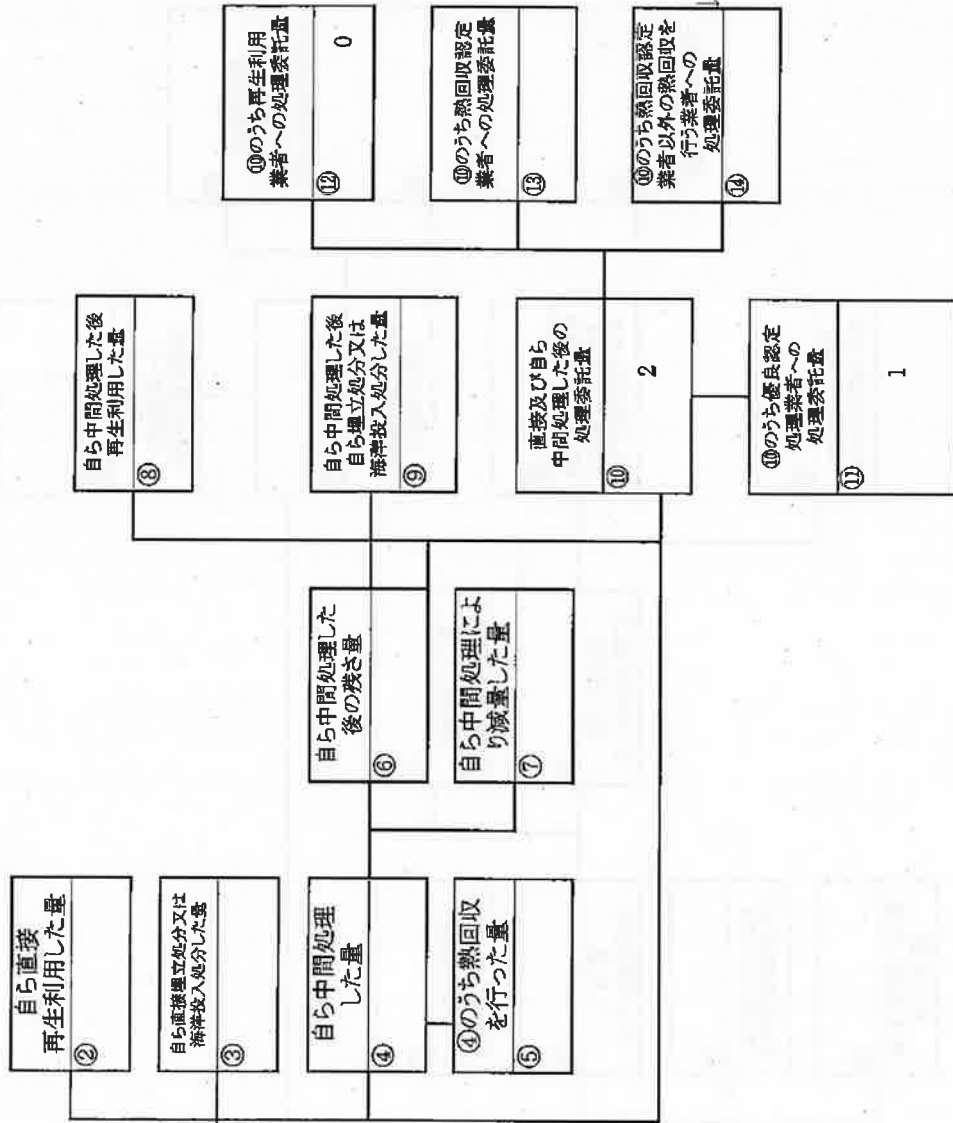 自ら直接
再生利用した量
②
自ら直接埋立処分又は
海洋投入処分した量
③
自ら中間処理
した量
④
④のうち熱回収
を行った量
⑤
自ら中間処理した
後の残さ量
⑥
自ら中間処理によ
り減量した量
⑦
自ら中間処理した後
再生利用した量
⑧
自ら中間処理した後
自ら埋立処分又は
海洋投入処分した量
⑨
直接及び自ら
中間処理した後の
処理委託量
⑩
2
⑩のうち優良認定
処理業者への
処理委託量
⑪
1
⑩のうち再生利用
業者への処理委託量
⑫
0
⑩のうち熱回収認定
業者への処理委託量
⑬
⑩のうち熱回収認定
業者以外の熱回収を
行う業者への
処理委託量
⑭